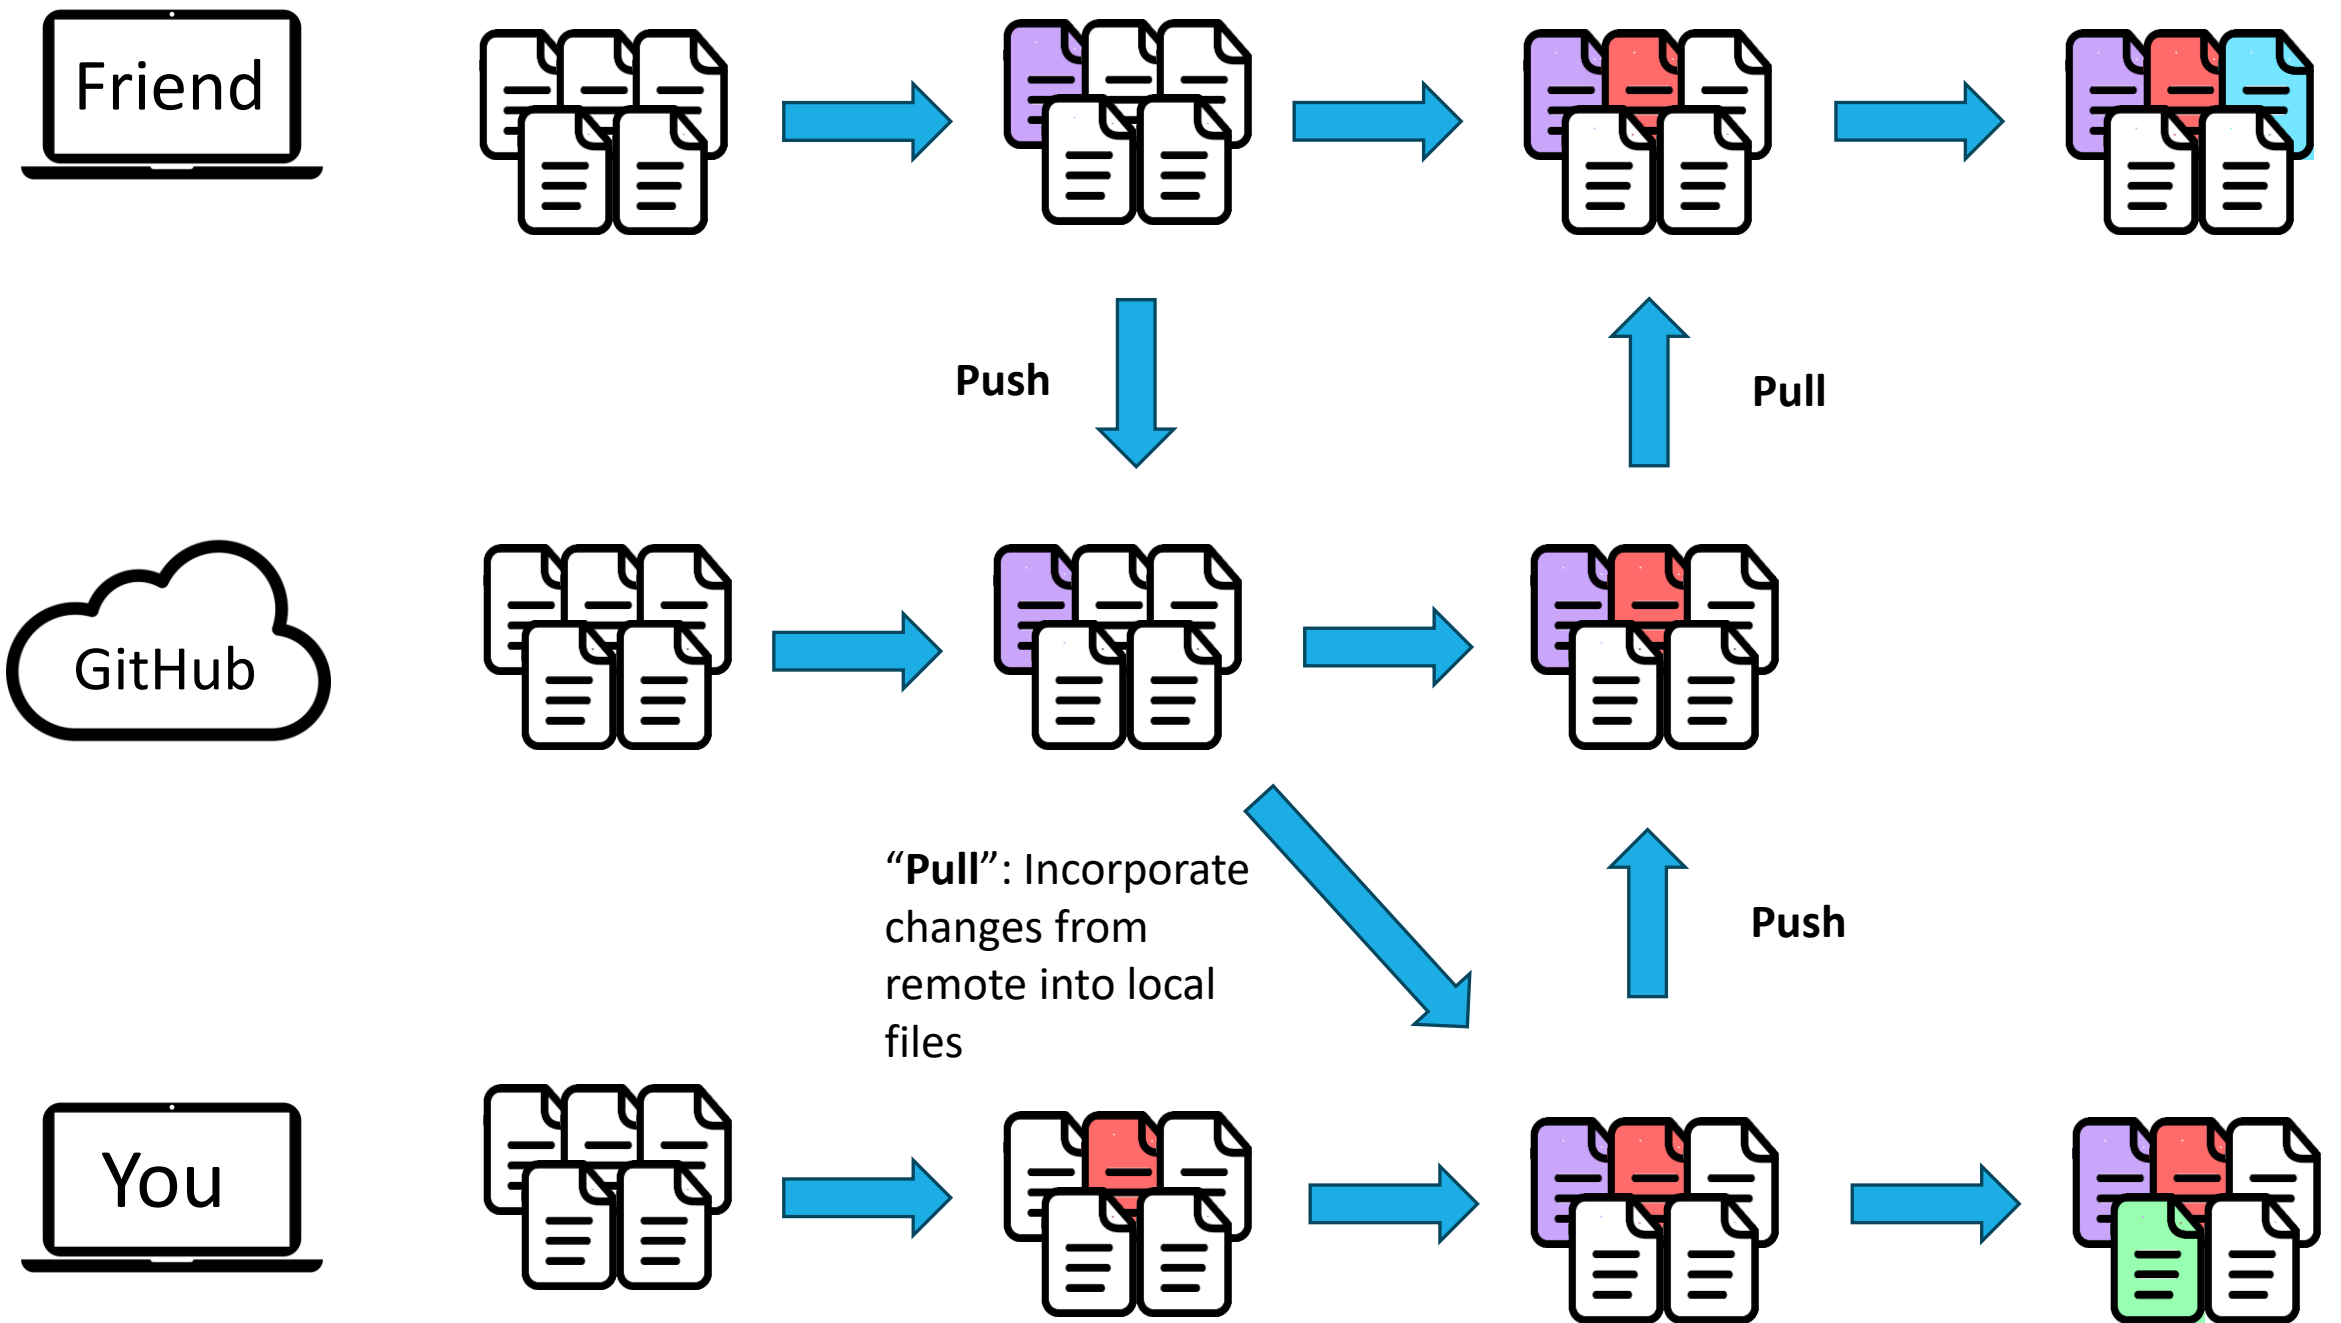 Friend
Push
Pull
GitHub
“Pull”: Incorporate
changes from
remote into local
files
Push
You